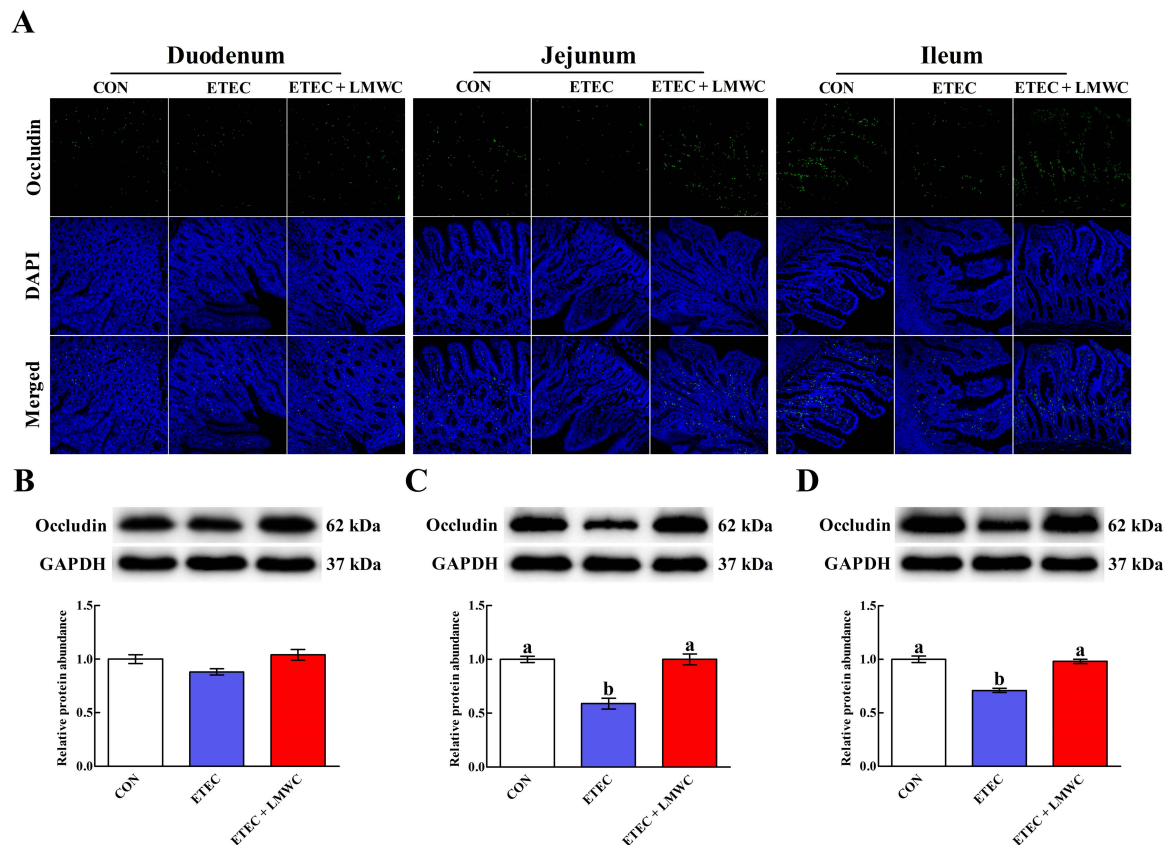 A
Duodenum Jejunum Ileum
CON ETEC ETEC + LMWC CON ETEC ETEC + LMWC CON ETEC ETEC + LMWC
Occludin
DAPI
Merged
B
Occludin 62 kDa
GAPDH 37 kDa
Relative protein abundance
1.5
1.0
0.5
0.0
CON
ETEC
ETEC + LMWC
C
Occludin 62 kDa
GAPDH 37 kDa
Relative protein abundance
1.5
1.0
0.5
0.0
a
b
a
CON
ETEC
ETEC + LMWC
D
Occludin 62 kDa
GAPDH 37 kDa
Relative protein abundance
1.5
1.0
0.5
0.0
a
b
a
CON
ETEC
ETEC + LMWC